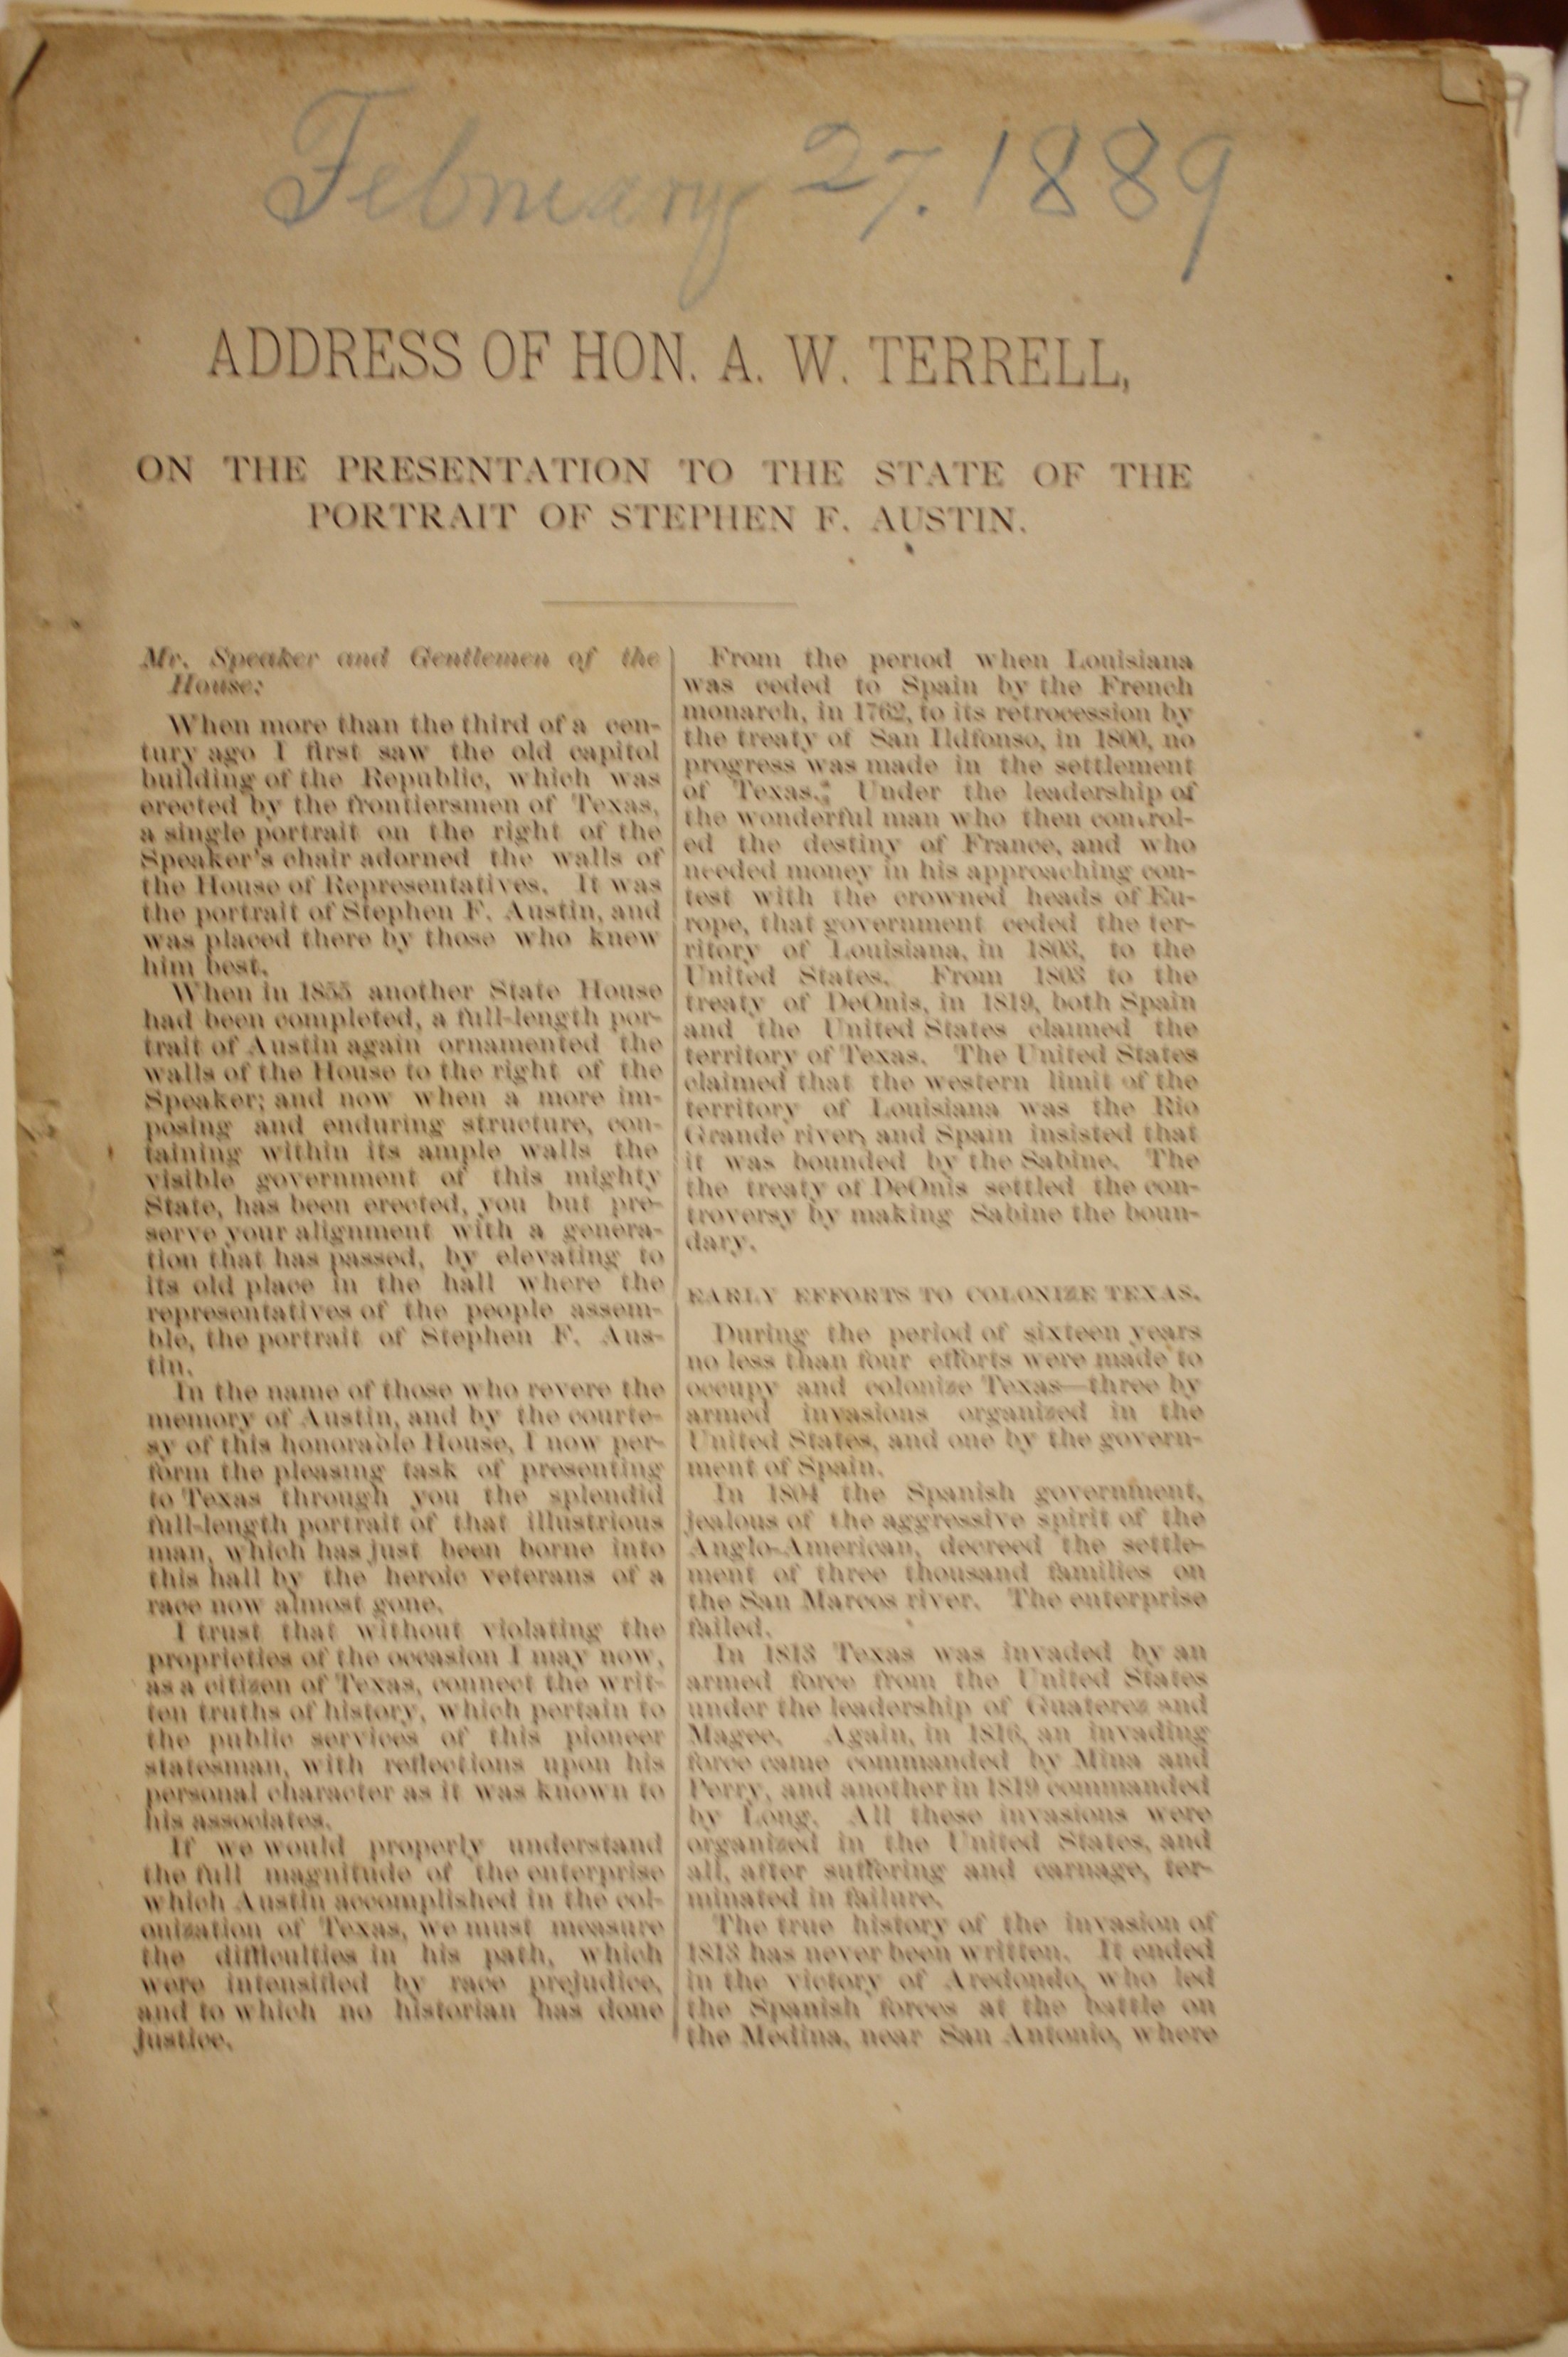 February 27. 1889
ADDRESS OF HON. A. W. TERRELL,
ON THE PRESENTATION TO THE STATE OF THE
PORTRAIT OF STEPHEN F. AUSTIN.
Mr. Speaker and Gentlemen of the
House:
When more than the third of a cen-
tury ago I first saw the old capitol
building of the Republic, which was
erected by the frontiersmen of Texas,
a single portrait on the right of the
Speaker's chair adorned the walls of
the House of Representatives. It was
the portrait of Stephen F. Austin, and
was placed there by those who knew
him best.
When in 1855 another State House
had been completed, a full-length por-
trait of Austin again ornamented the
walls of the House to the right of the
Speaker; and now when a more im-
posing and enduring structure, con-
taining within its ample walls the
visible government of this mighty
State, has been erected, you but pre-
serve your alignment with a genera-
tion that has passed, by elevating to
its old place in the hall where the
representatives of the people assem-
ble, the portrait of Stephen F. Aus-
tin.
In the name of those who revere the
memory of Austin, and by the courte-
sy of this honorable House, I now per-
form the pleasing task of presenting
to Texas through you the splendid
full-length portrait of that illustrious
man, which has just been borne into
this hall by the heroic veterans of a
race now almost gone.
I trust that without violating the
proprieties of the occasion I may now,
as a citizen of Texas, connect the writ-
ten truths of history, which pertain to
the public services of this pioneer
statesman, with reflections upon his
personal character as it was known to
his associates.
If we would properly understand
the full magnitude of the enterprise
which Austin accomplished in the col-
onization of Texas, we must measure
the difficulties in his path, which
were intensified by race prejudice,
and to which no historian has done
justice.
From the period when Louisiana
was ceded to Spain by the French
monarch, in 1762, to its retrocession by
the treaty of San Ildfonso, in 1800, no
progress was made in the settlement
of Texas. Under the leadership of
the wonderful man who then control-
ed the destiny of France, and who
needed money in his approaching con-
test with the crowned heads of Eu-
rope, that government ceded the ter-
ritory of Louisiana, in 1803, to the
United States. From 1803 to the
treaty of DeOnis, in 1819, both Spain
and the United States claimed the
territory of Texas. The United States
claimed that the western limit of the
territory of Louisiana was the Rio
Grande river, and Spain insisted that
it was bounded by the Sabine. The
the treaty of DeOnis settled the con-
troversy by making Sabine the boun-
dary.
EARLY EFFORTS TO COLONIZE TEXAS.
During the period of sixteen years
no less than four efforts were made to
occupy and colonize Texas—three by
armed invasions organized in the
United States, and one by the govern-
ment of Spain.
In 1804 the Spanish government,
jealous of the aggressive spirit of the
Anglo-American, decreed the settle-
ment of three thousand families on
the San Marcos river. The enterprise
failed.
In 1813 Texas was invaded by an
armed force from the United States
under the leadership of Guaterez and
Magee. Again, in 1816, an invading
force came commanded by Mina and
Perry, and another in 1819 commanded
by Long. All these invasions were
organized in the United States, and
all, after suffering and carnage, ter-
minated in failure.
The true history of the invasion of
1813 has never been written. It ended
in the victory of Aredondo, who led
the Spanish forces at the battle on
the Medina, near San Antonio, where